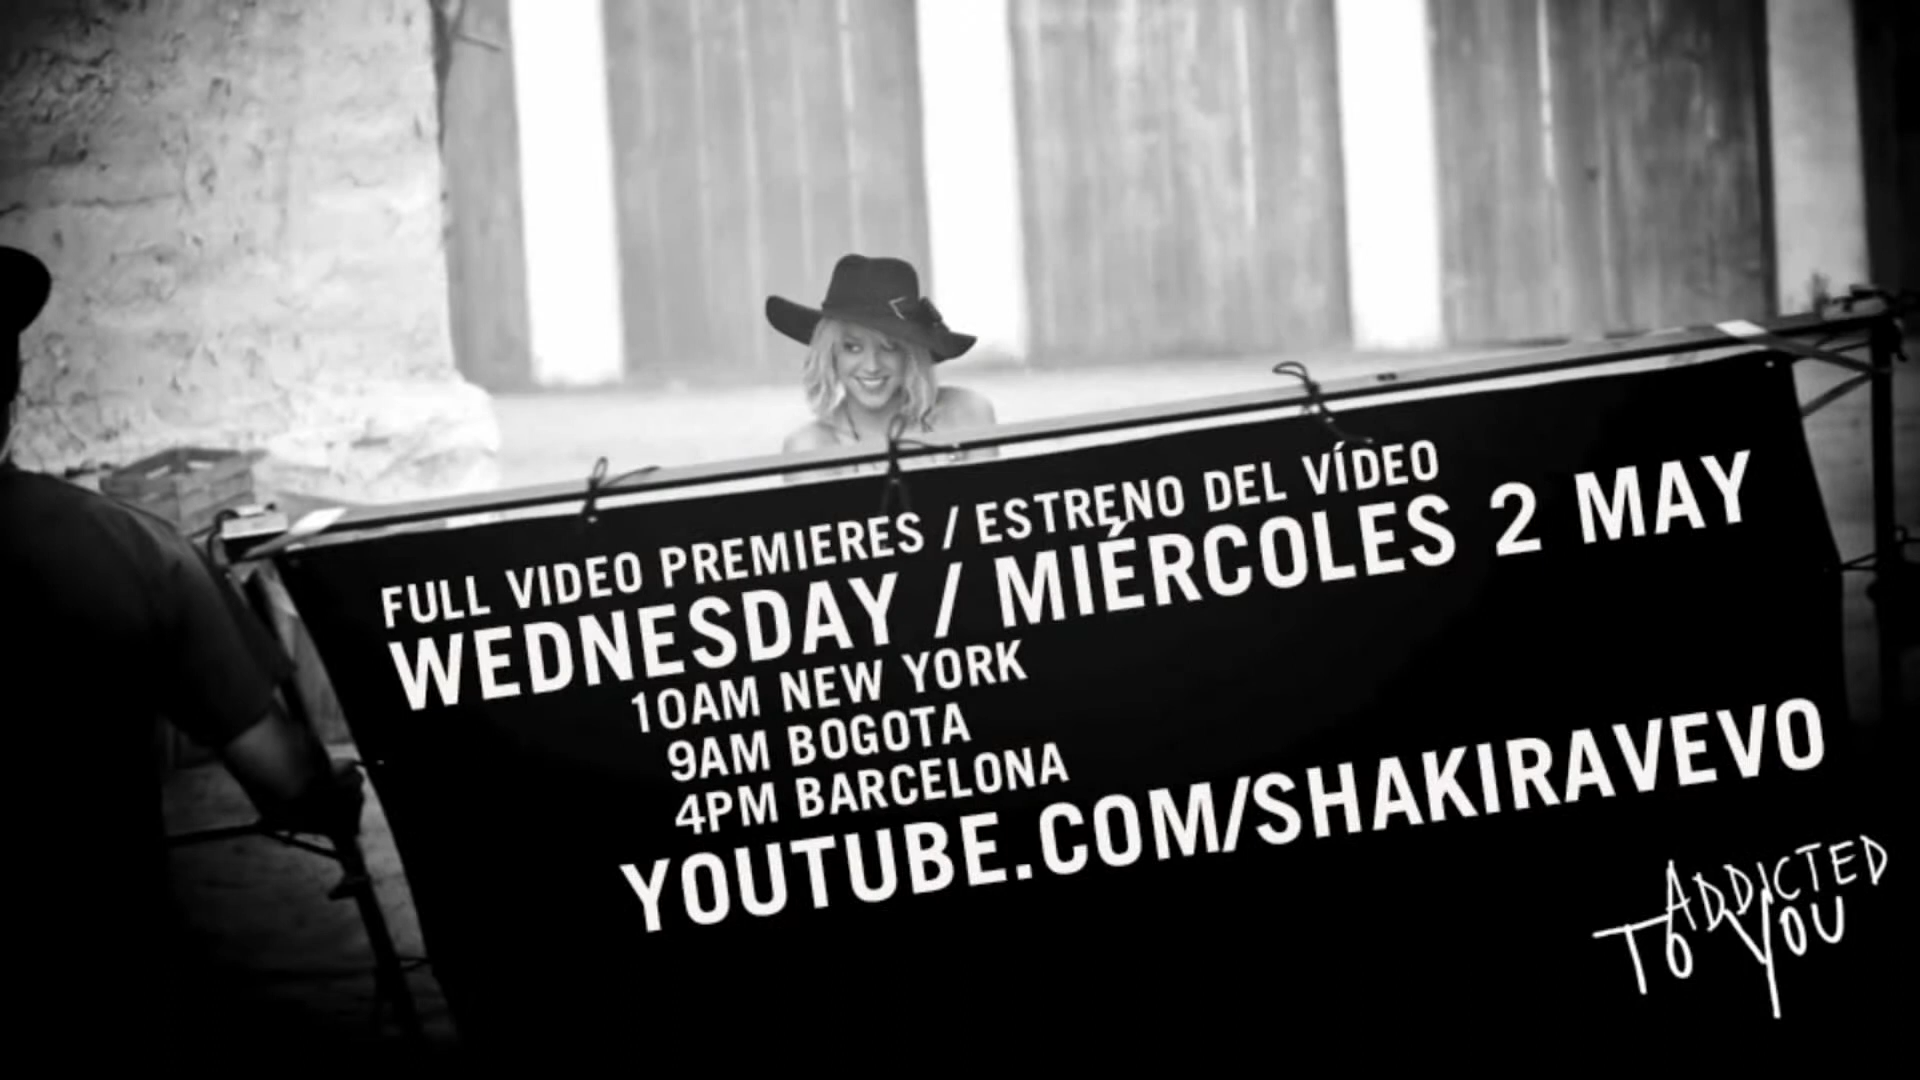 FULL VIDEO PREMIERES / ESTRENO DEL VÍDEO
WEDNESDAY / MIÉRCOLES 2 MAY
10AM NEW YORK
9AM BOGOTA
4PM BARCELONA
YOUTUBE.COM/SHAKIRAVEVO
ADDICTED
TO YOU